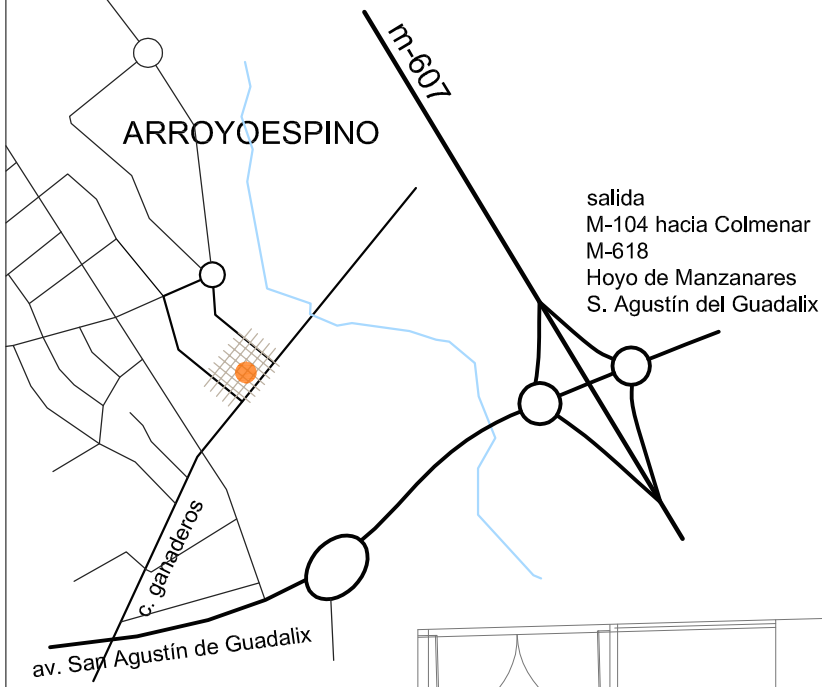 m-607
ARROYOESPINO
salida
M-104 hacia Colmenar
M-618
Hoyo de Manzanares
S. Agustín del Guadalix
c. ganaderos
av. San Agustín de Guadalix